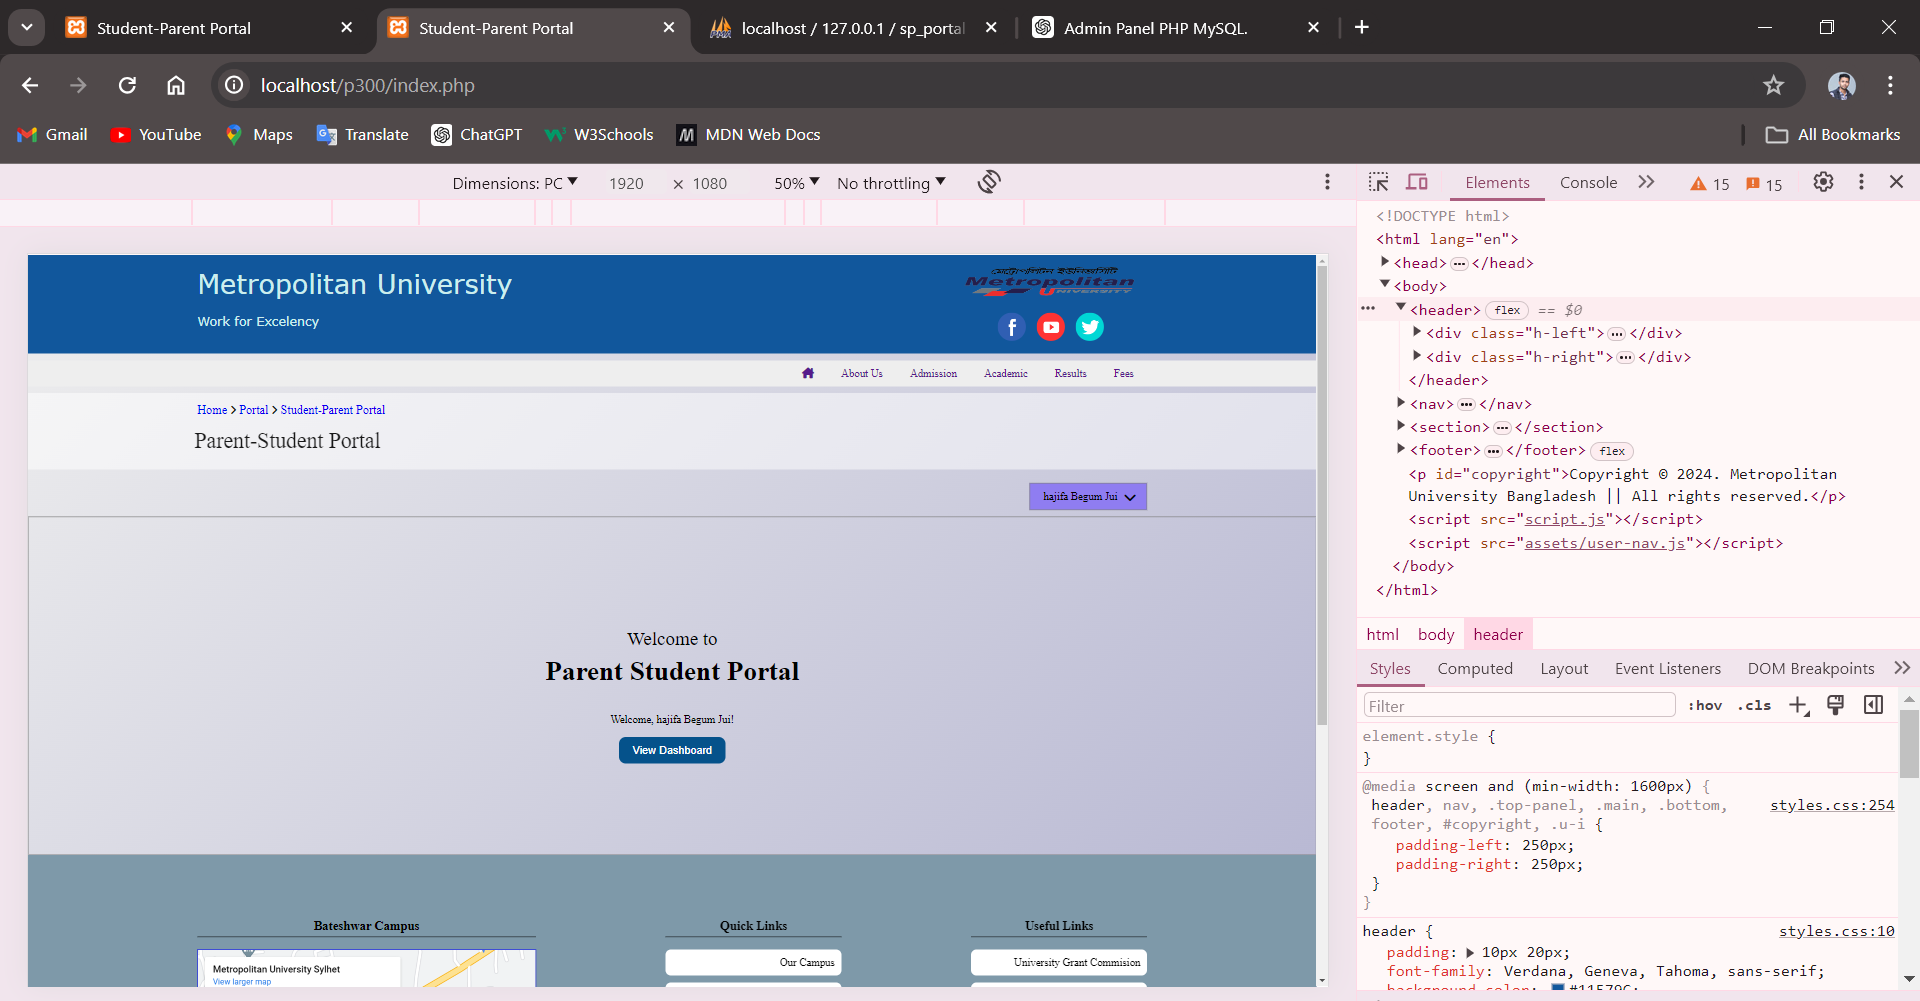 Student-Parent Portal
Student-Parent Portal
localhost / 127.0.0.1 / sp_portal
Admin Panel PHP MySQL.
localhost/p300/index.php
Gmail
YouTube
Maps
Translate
ChatGPT
W3Schools
MDN Web Docs
All Bookmarks
Dimensions: PC
1920
×
1080
50%
No throttling
Elements
Console
15
15
Metropolitan University
Work for Excelency
মেট্রোপলিটন ইউনিভার্সিটি
Metropolitan
UNIVERSITY
About Us
Admission
Academic
Results
Fees
Home > Portal > Student-Parent Portal
Parent-Student Portal
hajifa Begum Jui
Welcome to
Parent Student Portal
Welcome, hajifa Begum Jui!
View Dashboard
Bateshwar Campus
Quick Links
Useful Links
Metropolitan University Sylhet
View larger map
Our Campus
University Grant Commision
<!DOCTYPE html>
<html lang="en">
<head> ··· </head>
<body>
··· <header> flex == $0
<div class="h-left"> ··· </div>
<div class="h-right"> ··· </div>
</header>
<nav> ··· </nav>
<section> ··· </section>
<footer> ··· </footer> flex
<p id="copyright">Copyright © 2024. Metropolitan
University Bangladesh || All rights reserved.</p>
<script src="script.js"></script>
<script src="assets/user-nav.js"></script>
</body>
</html>
html
body
header
Styles
Computed
Layout
Event Listeners
DOM Breakpoints
Filter
:hov
.cls
element.style {
}
@media screen and (min-width: 1600px) {
header, nav, .top-panel, .main, .bottom,
styles.css:254
footer, #copyright, .u-i {
padding-left: 250px;
padding-right: 250px;
}
}
header {
styles.css:10
padding: 10px 20px;
font-family: Verdana, Geneva, Tahoma, sans-serif;
background-color: #11579C;